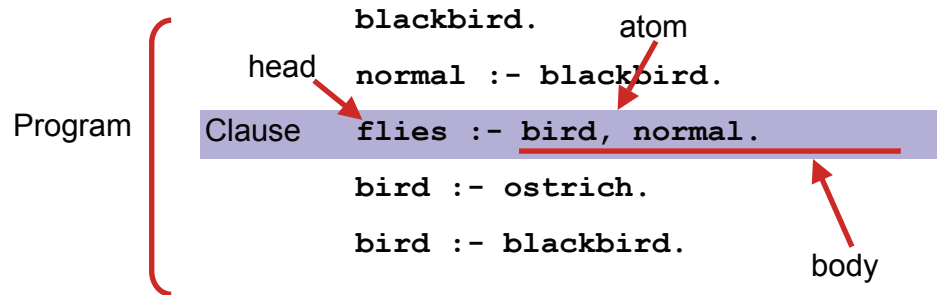 blackbird.
atom
head
normal :- blackbird.
Program
Clause flies :- bird, normal.
bird :- ostrich.
bird :- blackbird.
body